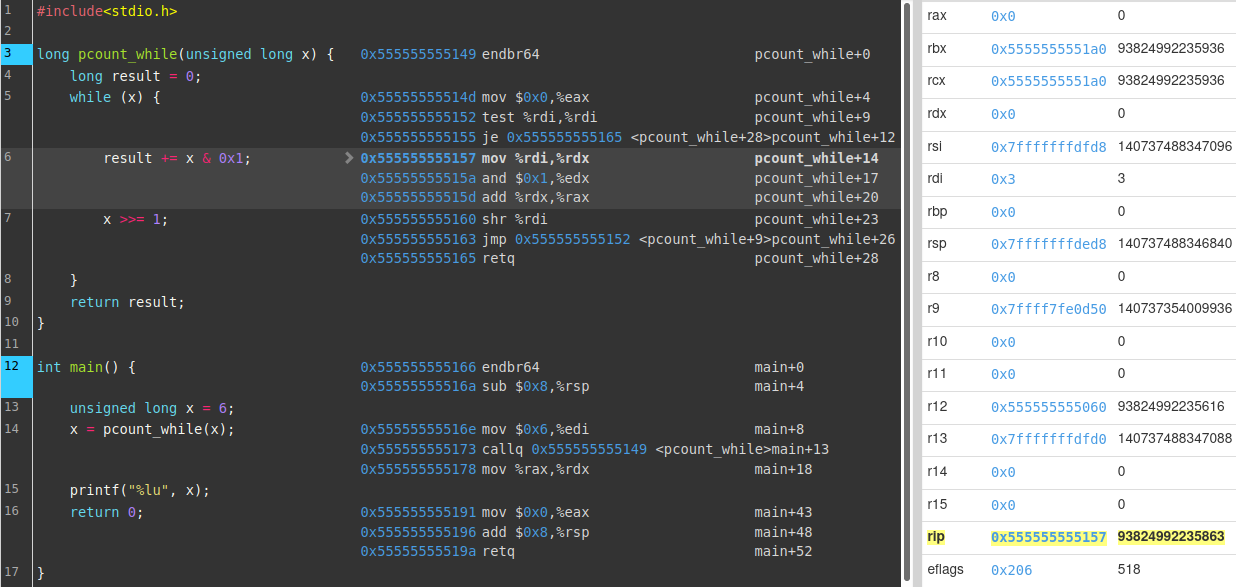 1 #include<stdio.h>
2
3 long pcount_while(unsigned long x) { 0x555555555149 endbr64 pcount_while+0
4 long result = 0;
5 while (x) { 0x55555555514d mov $0x0,%eax pcount_while+4
0x555555555152 test %rdi,%rdi pcount_while+9
0x555555555155 je 0x555555555165 <pcount_while+28>pcount_while+12
6 result += x & 0x1; 0x555555555157 mov %rdi,%rdx pcount_while+14
0x55555555515a and $0x1,%edx pcount_while+17
0x55555555515d add %rdx,%rax pcount_while+20
7 x >>= 1; 0x555555555160 shr %rdi pcount_while+23
0x555555555163 jmp 0x555555555152 <pcount_while+9>pcount_while+26
0x555555555165 retq pcount_while+28
8 }
9 return result;
10 }
11
12 int main() { 0x555555555166 endbr64 main+0
0x55555555516a sub $0x8,%rsp main+4
13 unsigned long x = 6;
14 x = pcount_while(x); 0x55555555516e mov $0x6,%edi main+8
0x555555555173 callq 0x555555555149 <pcount_while>main+13
0x555555555178 mov %rax,%rdx main+18
15 printf("%lu", x);
16 return 0; 0x555555555191 mov $0x0,%eax main+43
0x555555555196 add $0x8,%rsp main+48
0x55555555519a retq main+52
17 }
rax 0x0 0
rbx 0x5555555551a0 93824992235936
rcx 0x5555555551a0 93824992235936
rdx 0x0 0
rsi 0x7fffffffdfd8 140737488347096
rdi 0x3 3
rbp 0x0 0
rsp 0x7fffffffded8 140737488346840
r8 0x0 0
r9 0x7ffff7fe0d50 140737354009936
r10 0x0 0
r11 0x0 0
r12 0x555555555060 93824992235616
r13 0x7fffffffdfd0 140737488347088
r14 0x0 0
r15 0x0 0
rip 0x555555555157 93824992235863
eflags 0x206 518